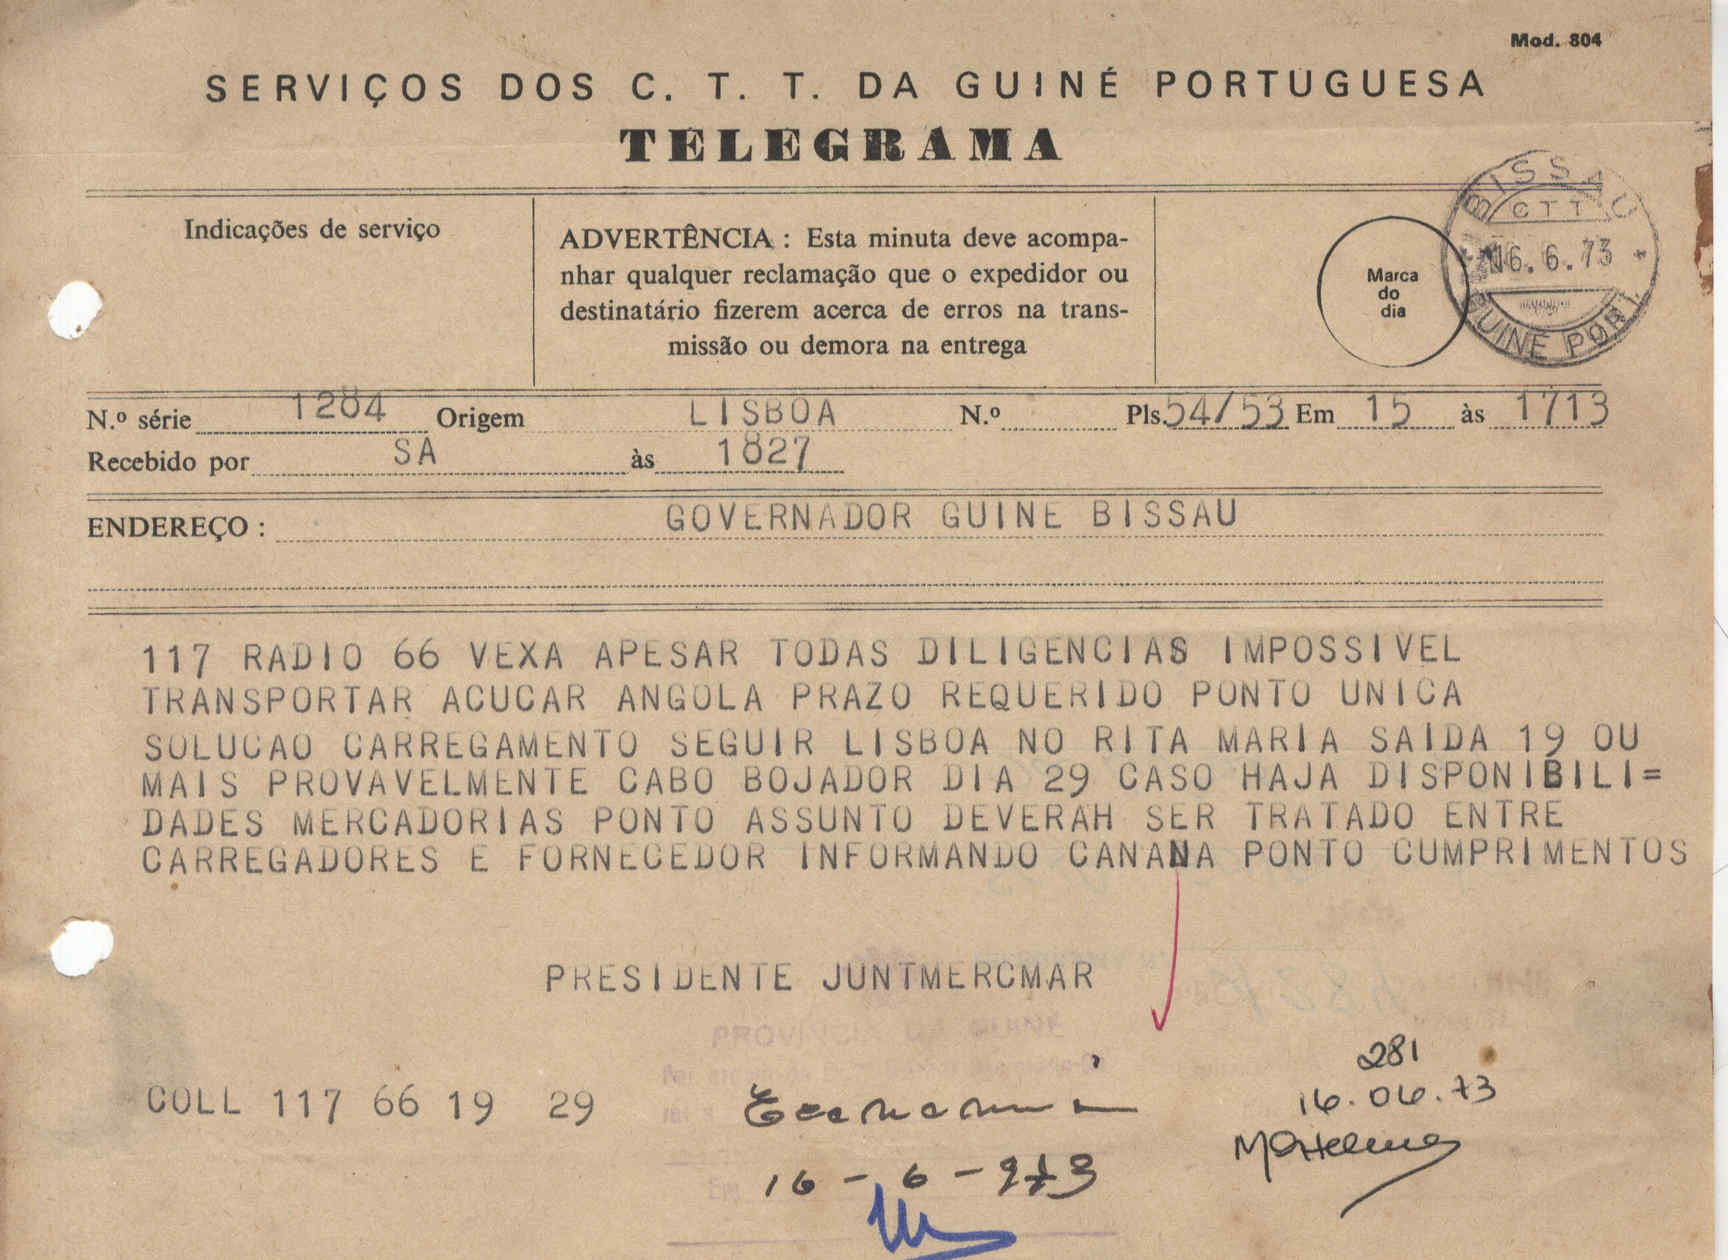 Mod. 804
SERVIÇOS DOS C. T. T. DA GUINÉ PORTUGUESA
TELEGRAMA
Indicações de serviço
ADVERTÊNCIA : Esta minuta deve acompa-
nhar qualquer reclamação que o expedidor ou
destinatário fizerem acerca de erros na trans-
missão ou demora na entrega
Marca
do
dia
BISSAU
CTT
16.6.73
GUINÉ PORT
N.º série 1204 Origem LISBOA N.º Pls. 54/53 Em 15 às 1713
Recebido por SA às 1827
ENDEREÇO : GOVERNADOR GUINE BISSAU
117 RADIO 66 VEXA APESAR TODAS DILIGENCIAS IMPOSSIVEL
TRANSPORTAR ACUCAR ANGOLA PRAZO REQUERIDO PONTO UNICA
SOLUCAO CARREGAMENTO SEGUIR LISBOA NO RITA MARIA SAIDA 19 OU
MAIS PROVAVELMENTE CABO BOJADOR DIA 29 CASO HAJA DISPONIBILI=
DADES MERCADORIAS PONTO ASSUNTO DEVERAH SER TRATADO ENTRE
CARREGADORES E FORNECEDOR INFORMANDO CANANA PONTO CUMPRIMENTOS
PRESIDENTE JUNTMERCMAR
PROVÍNCIA DA GUINÉ
COLL 117 66 19 29
Economia
16-6-973
281
16.06.73